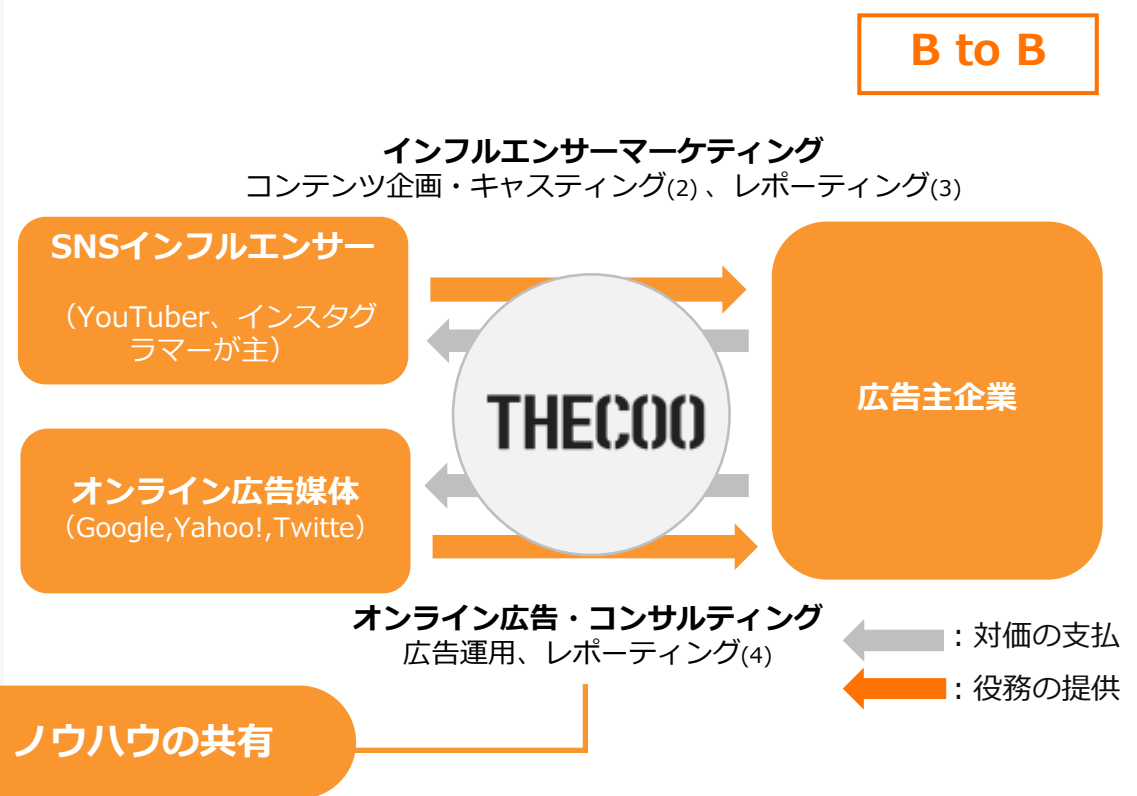 B to B
インフルエンサーマーケティング
コンテンツ企画・キャスティング(2) 、レポーティング(3)
SNSインフルエンサー
（YouTuber、インスタグ
ラマーが主）
オンライン広告媒体
（Google,Yahoo!,Twitte）
THECOO
広告主企業
オンライン広告・コンサルティング
広告運用、レポーティング(4)
：対価の支払
：役務の提供
ノウハウの共有